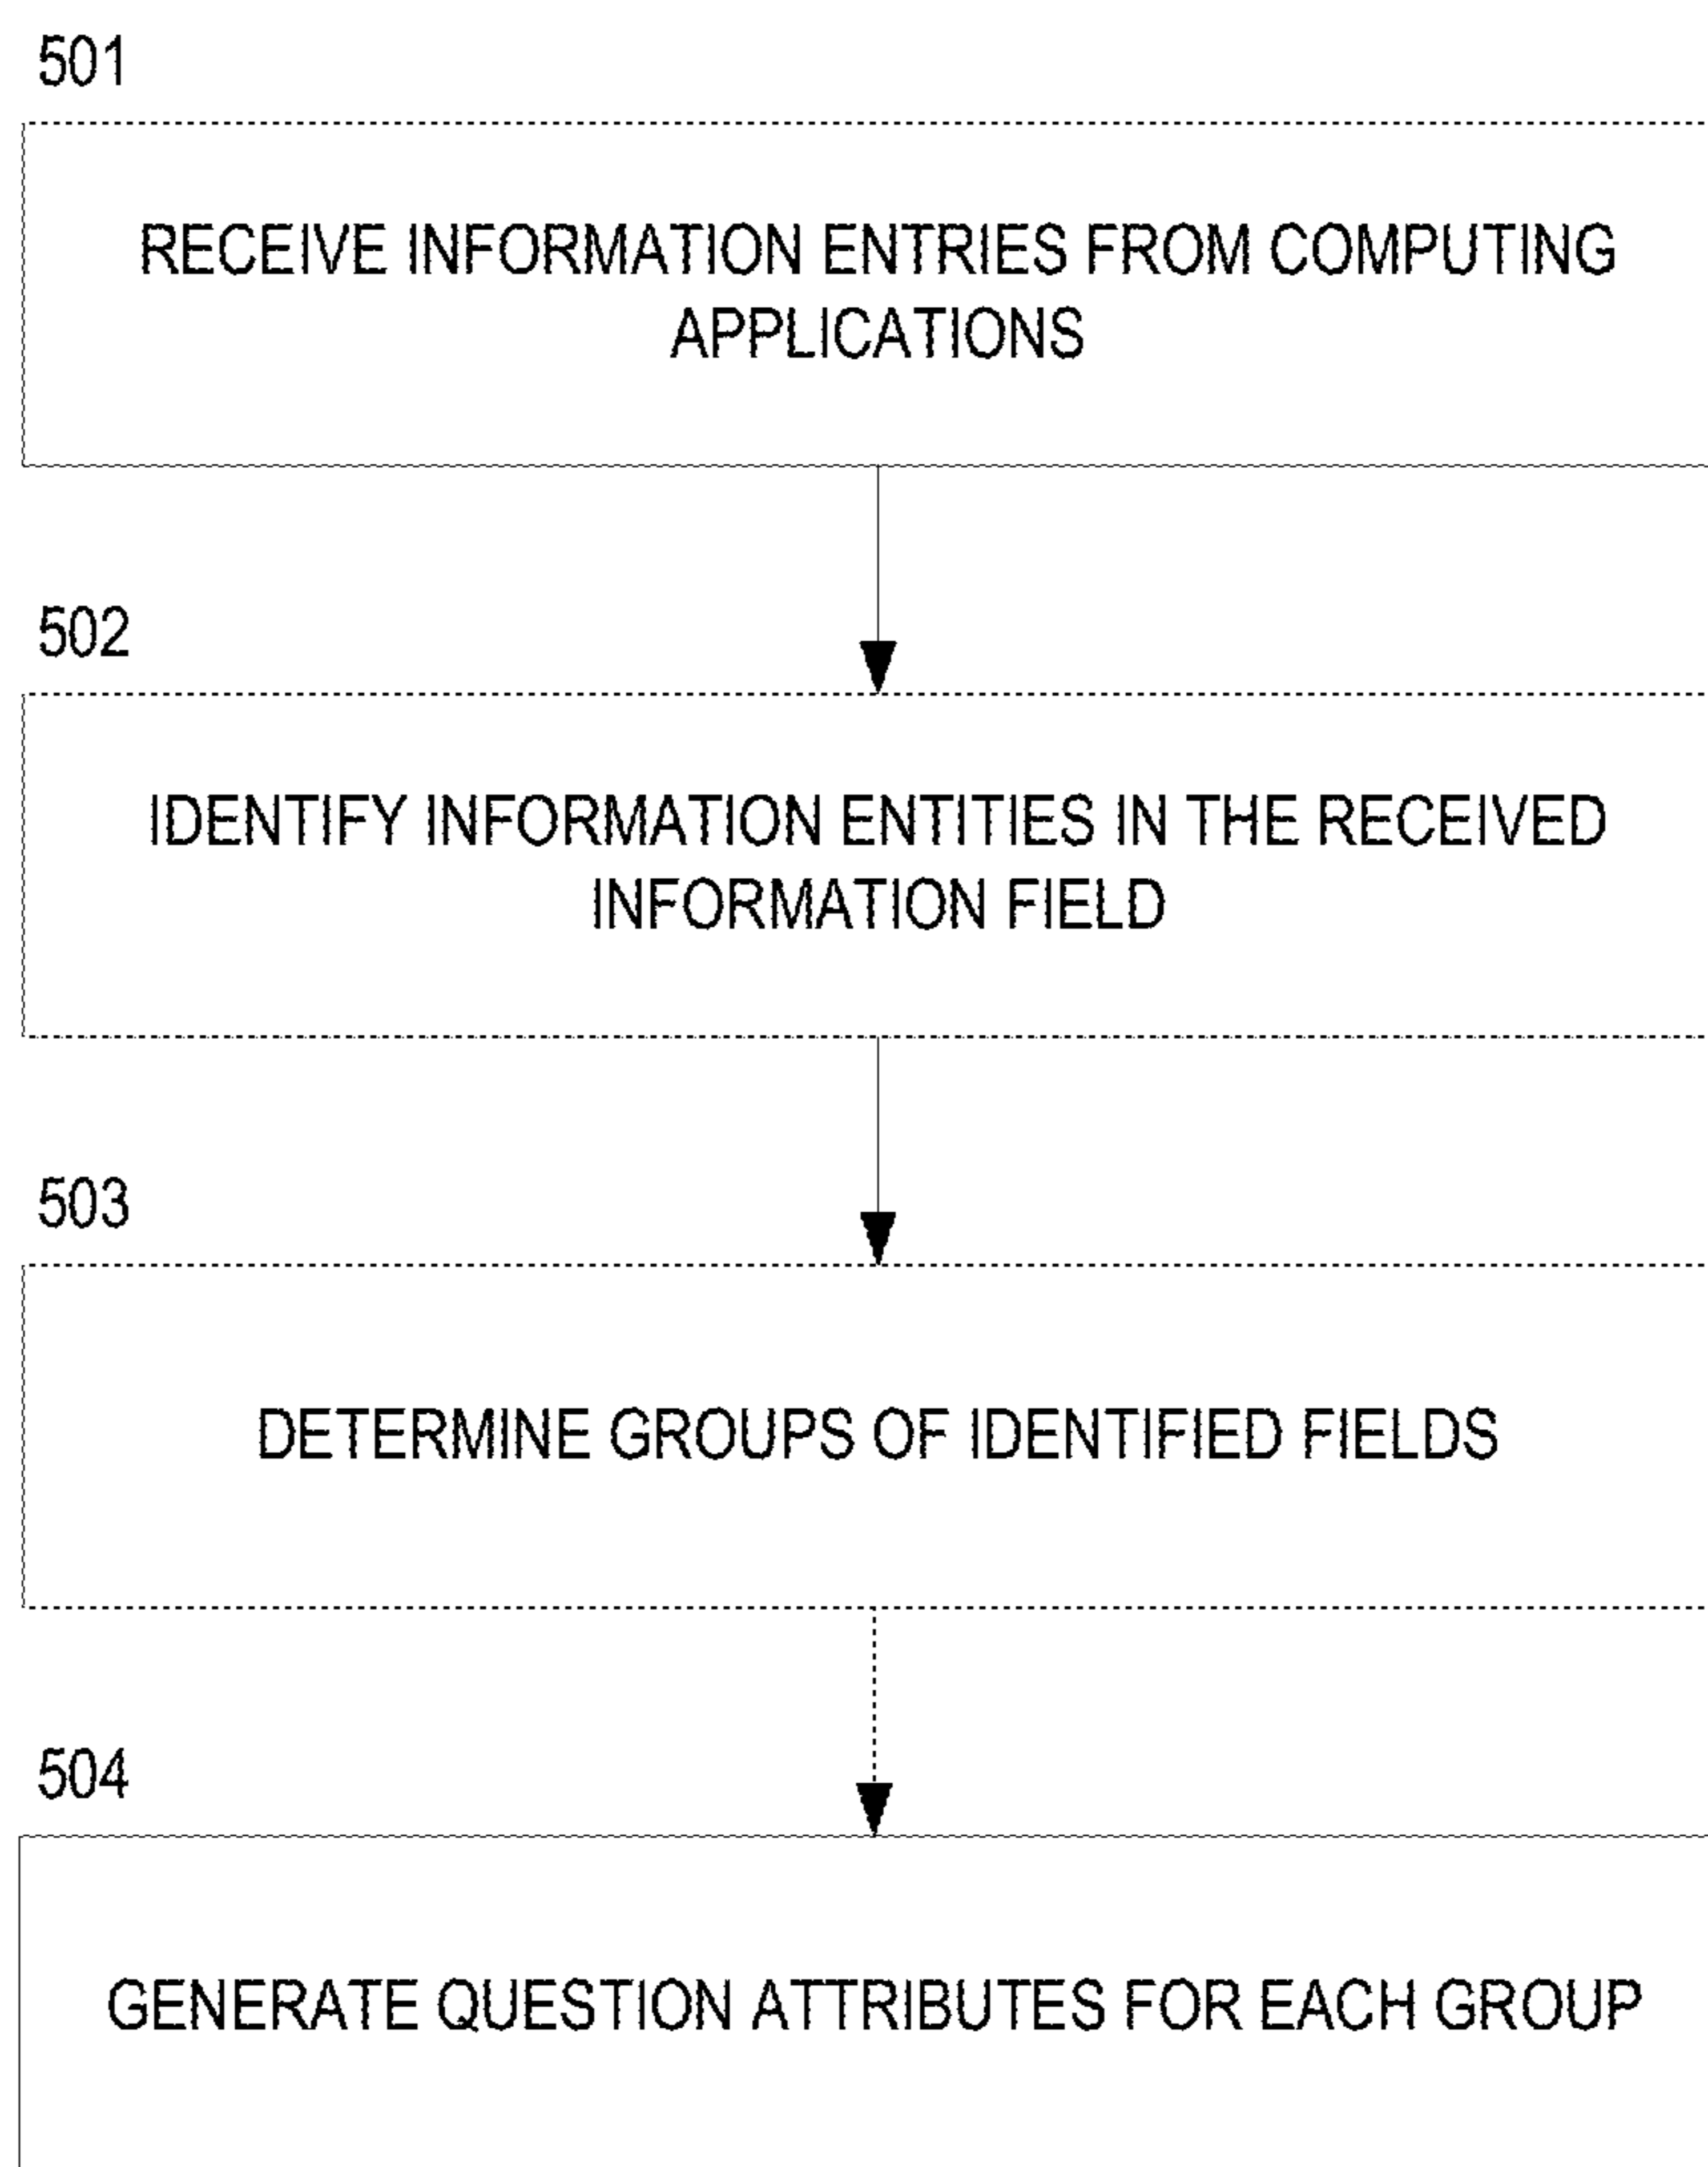 501
RECEIVE INFORMATION ENTRIES FROM COMPUTING
APPLICATIONS
502
IDENTIFY INFORMATION ENTITIES IN THE RECEIVED
INFORMATION FIELD
503
DETERMINE GROUPS OF IDENTIFIED FIELDS
504
GENERATE QUESTION ATTRIBUTES FOR EACH GROUP